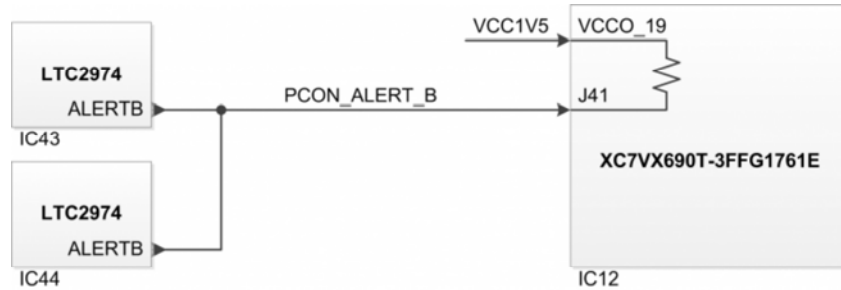 VCC1V5
VCCO_19
LTC2974
ALERTB
IC43
PCON_ALERT_B
J41
XC7VX690T-3FFG1761E
LTC2974
ALERTB
IC44
IC12